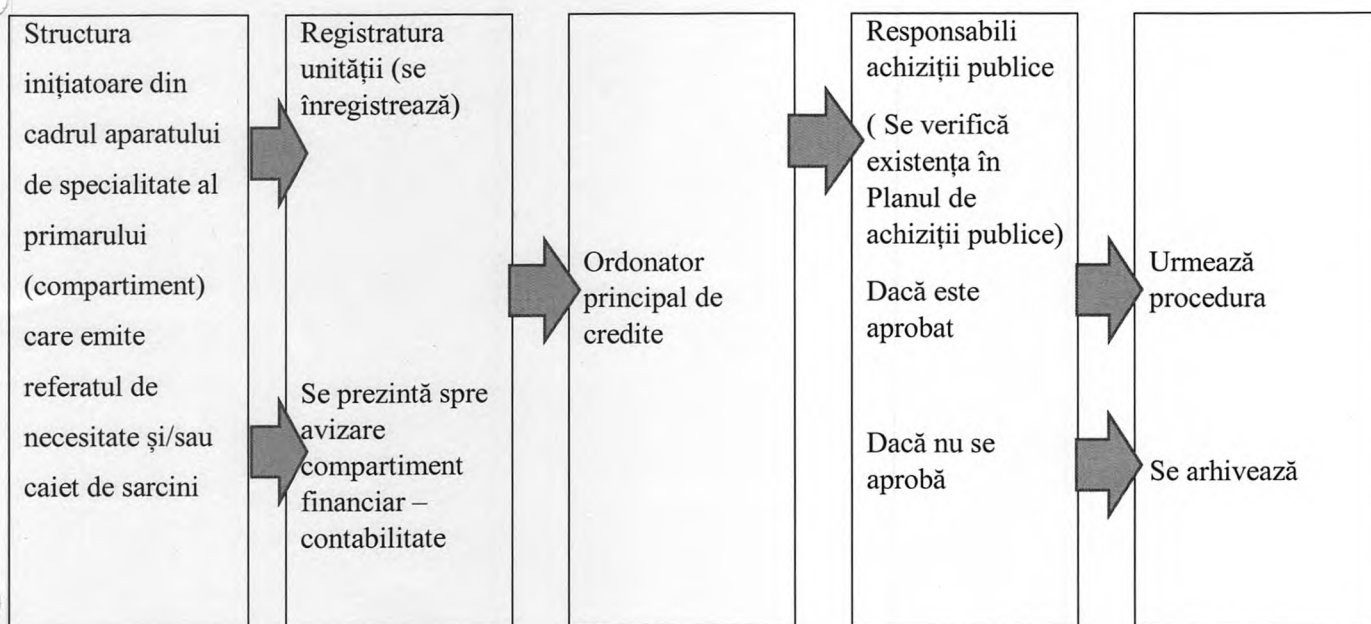 Structura
inițiatoare din
cadrul aparatului
de specialitate al
primarului
(compartiment)
care emite
referatul de
necesitate și/sau
caiet de sarcini
Registratura
unității (se
înregistrează)
Se prezintă spre
avizare
compartiment
financiar –
contabilitate
Ordonator
principal de
credite
Responsabili
achiziții publice
( Se verifică
existența în
Planul de
achiziții publice)
Dacă este
aprobat
Dacă nu se
aprobă
Urmează
procedura
Se arhivează